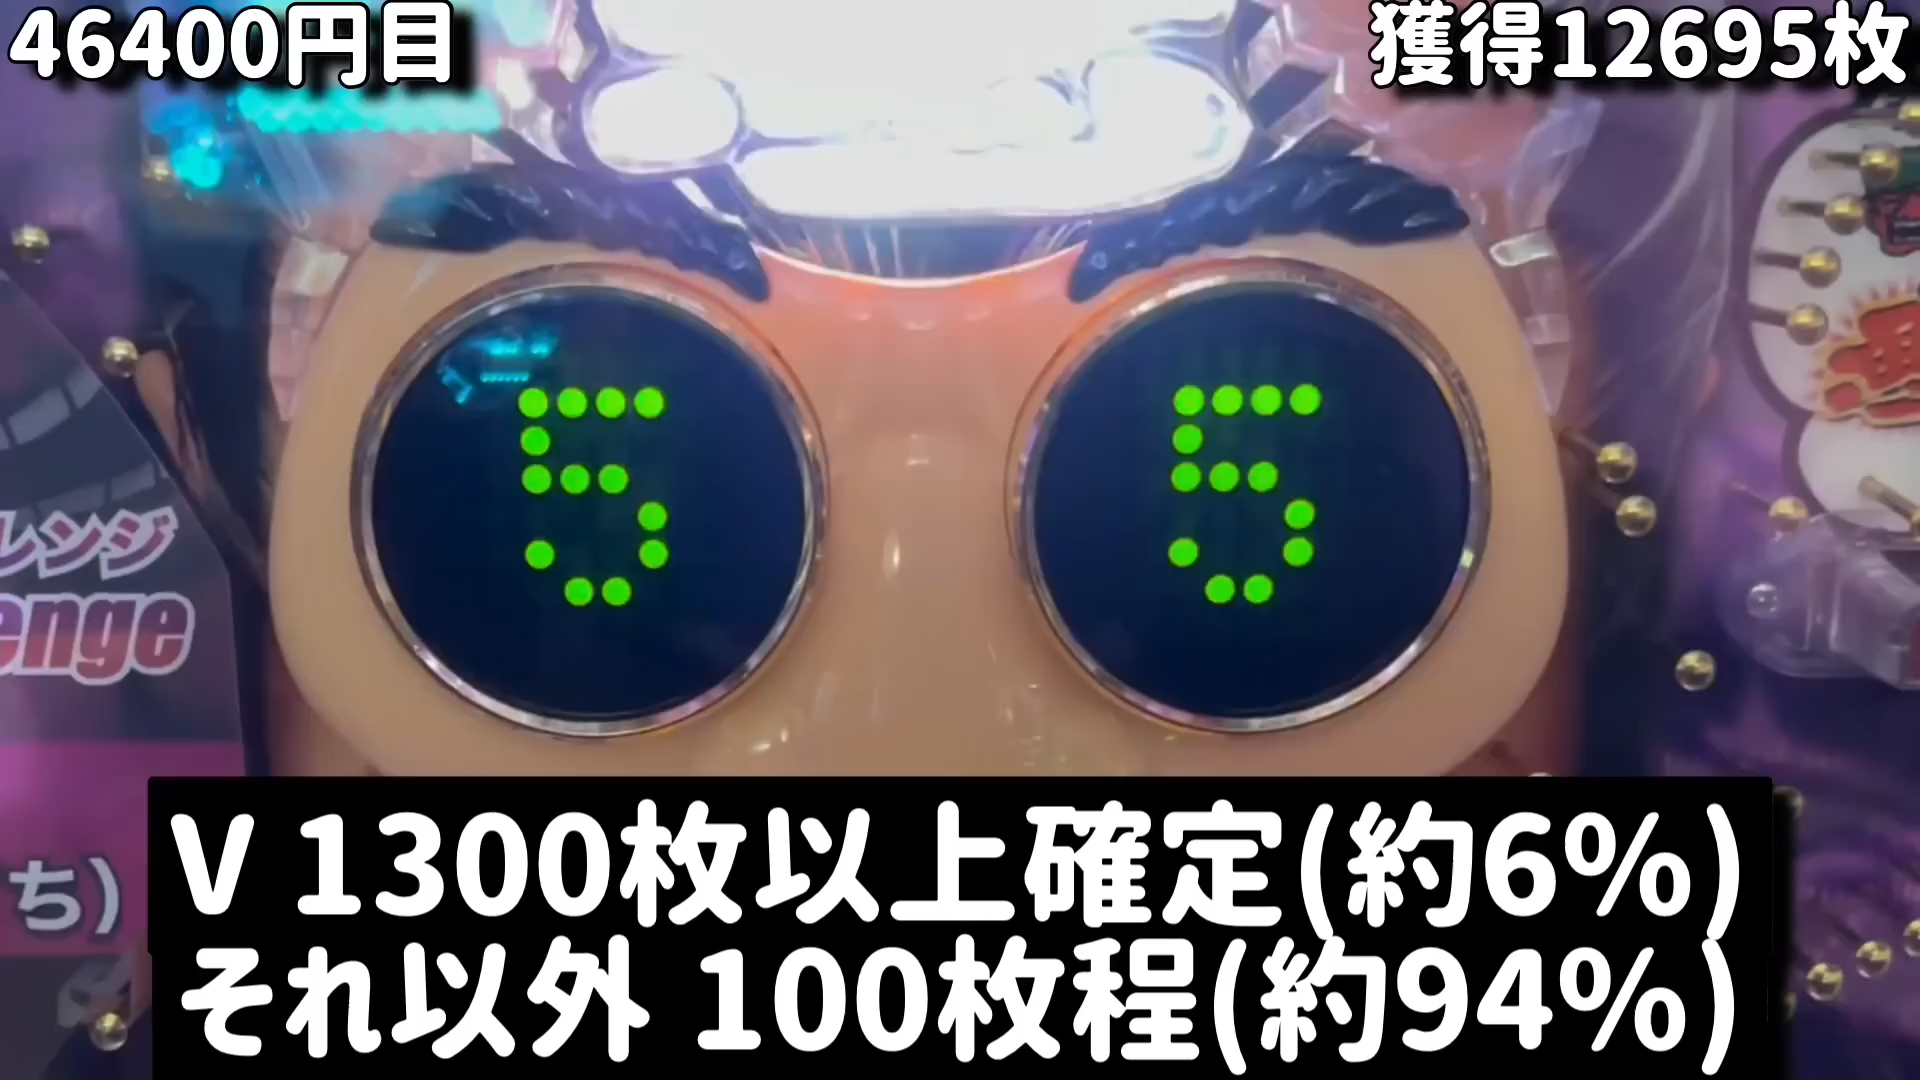 46400円目
獲得12695枚
5 5
レンジ
enge
ち)
V 1300枚以上確定(約6%)
それ以外 100枚程(約94%)